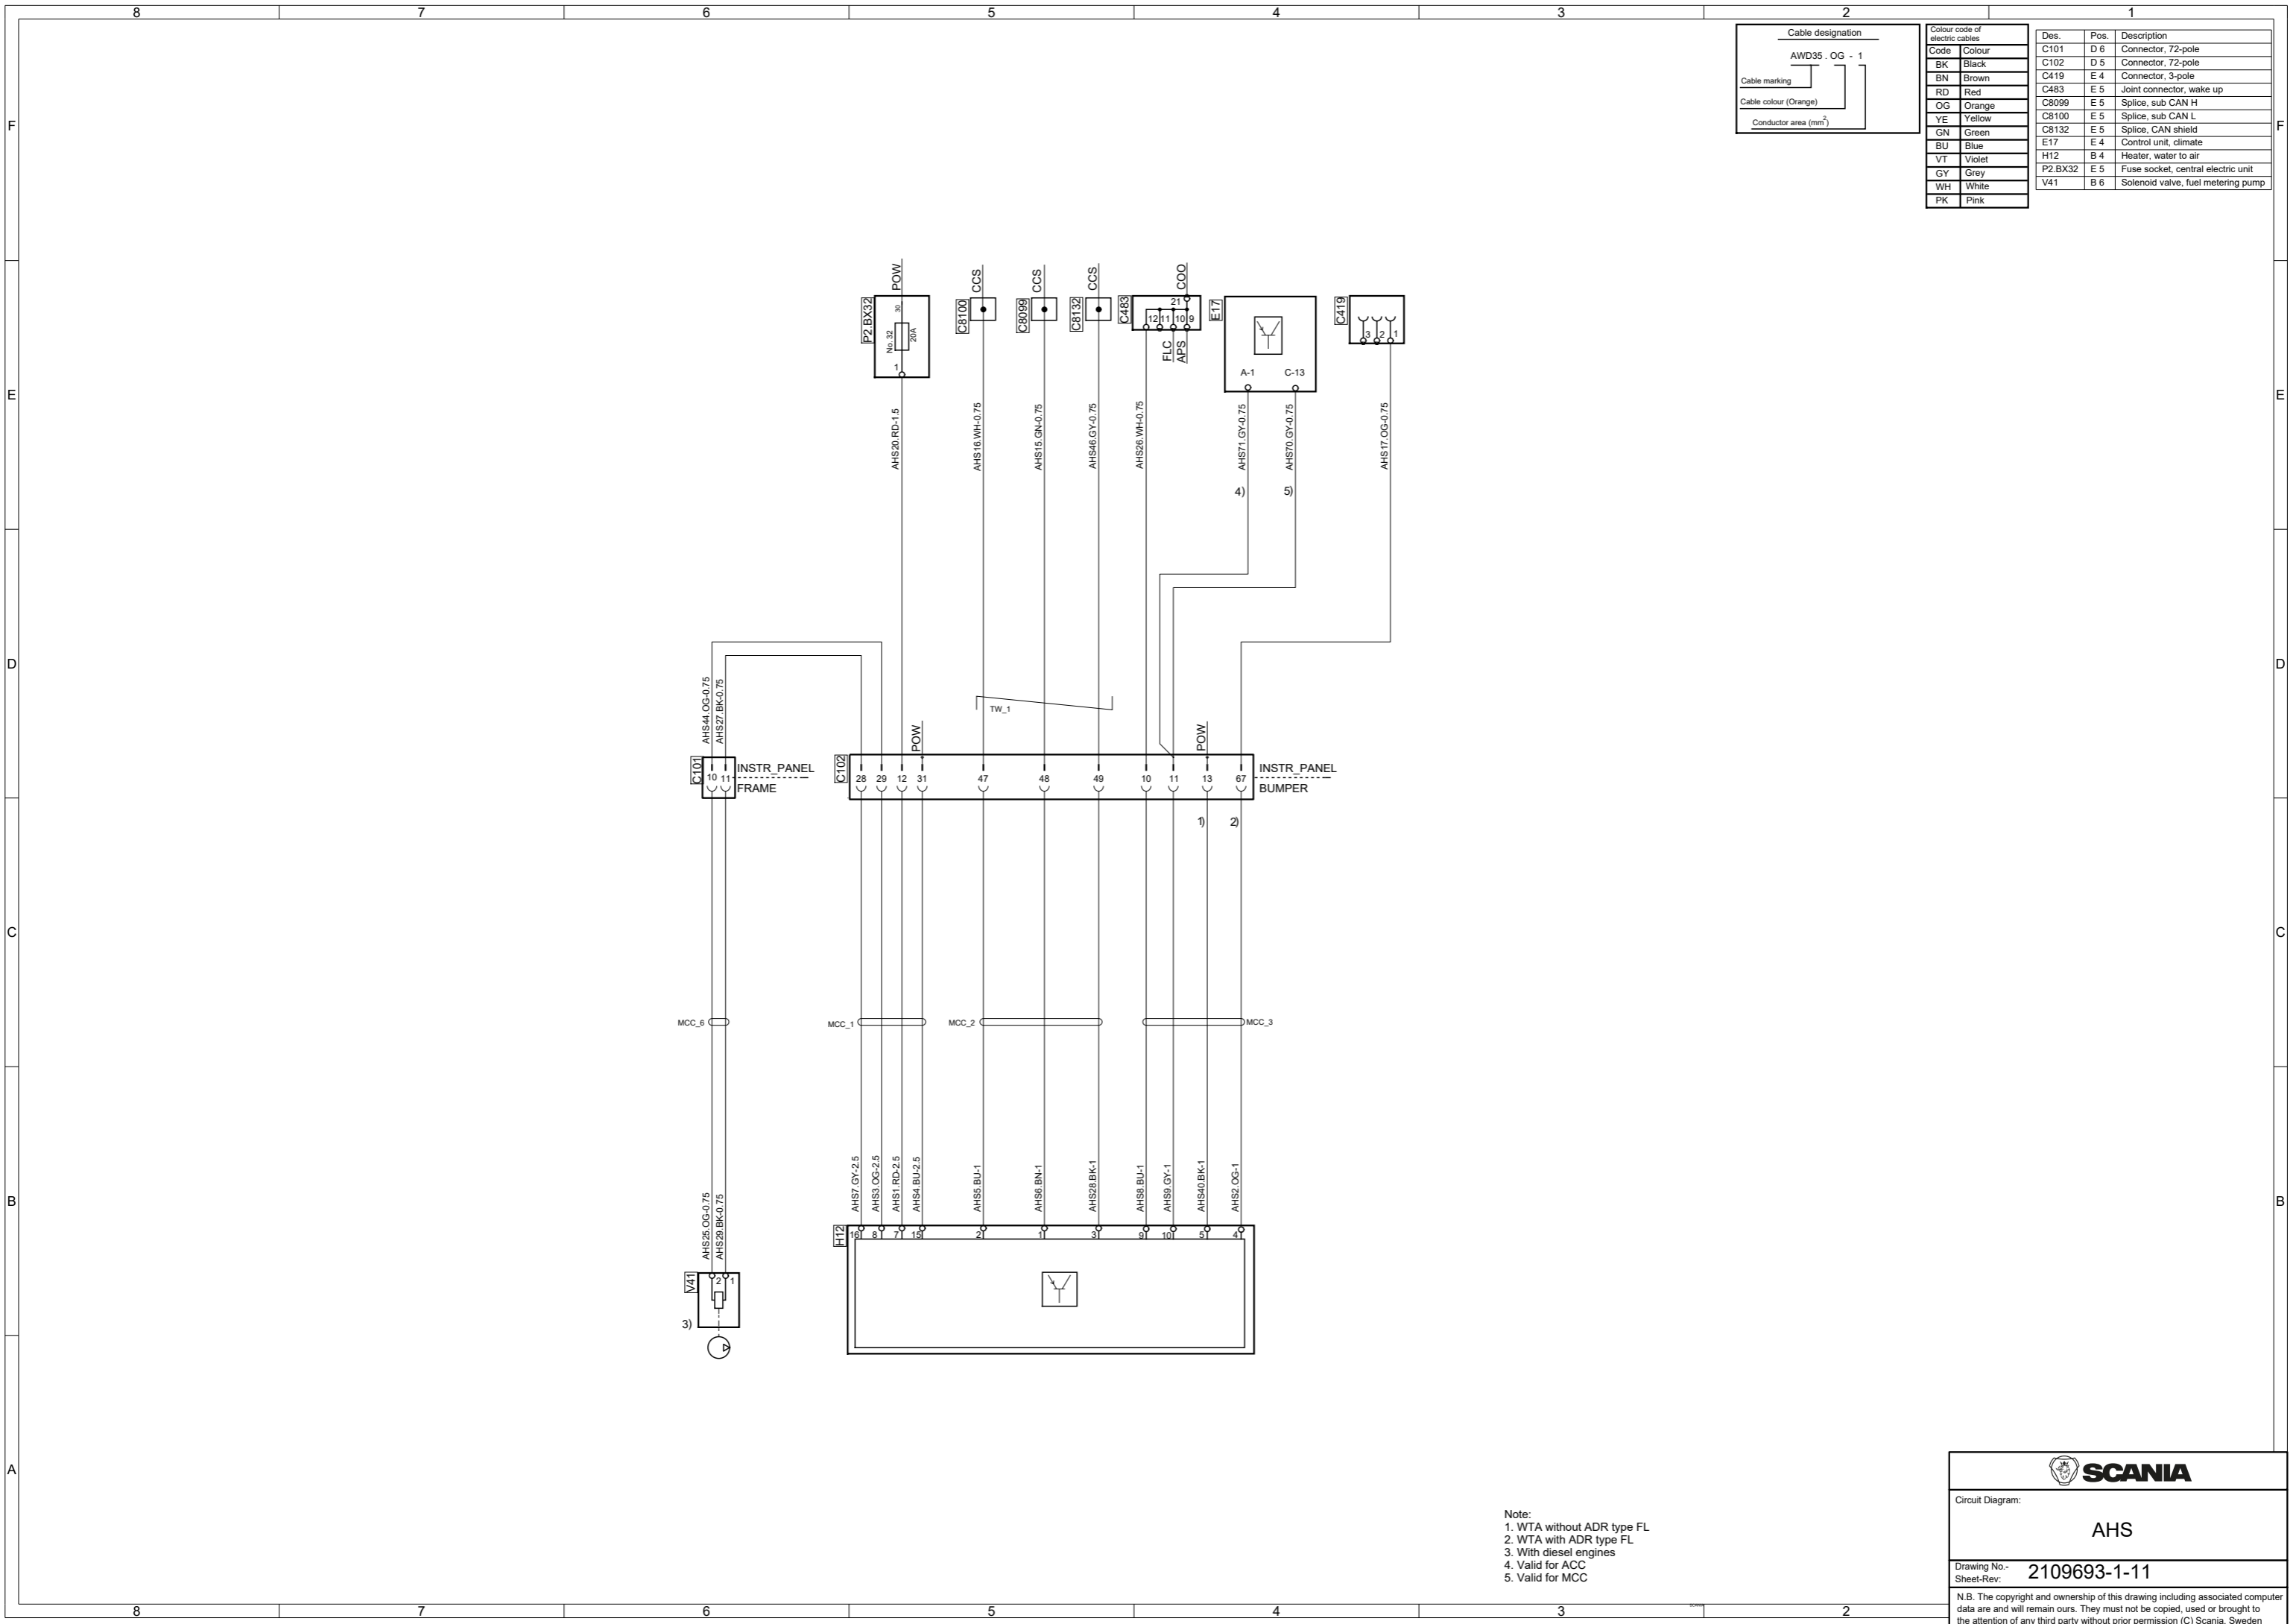 8 7 6 5 4 3 2 1
F
E
D
C
B
A
F
E
D
C
B
Cable designation
AWD35 . OG - 1
Cable marking
Cable colour (Orange)
Conductor area (mm2)
Colour code of
electric cables
Code Colour
BK Black
BN Brown
RD Red
OG Orange
YE Yellow
GN Green
BU Blue
VT Violet
GY Grey
WH White
PK Pink
Des. Pos. Description
C101 D 6 Connector, 72-pole
C102 D 5 Connector, 72-pole
C419 E 4 Connector, 3-pole
C483 E 5 Joint connector, wake up
C8099 E 5 Splice, sub CAN H
C8100 E 5 Splice, sub CAN L
C8132 E 5 Splice, CAN shield
E17 E 4 Control unit, climate
H12 B 4 Heater, water to air
P2.BX32 E 5 Fuse socket, central electric unit
V41 B 6 Solenoid valve, fuel metering pump
POW CCS CCS CCS COO
P2.BX32 C8100 C8099 C8132 C483 E17 C419
30
No. 32
20A
1
21
12 11 10 9
FLC APS
A-1 C-13
3 2 1
AHS20.RD-1.5
AHS16.WH-0.75
AHS15.GN-0.75
AHS46.GY-0.75
AHS26.WH-0.75
AHS71.GY-0.75
AHS70.GY-0.75
AHS17.OG-0.75
4) 5)
AHS44.OG-0.75
AHS27.BK-0.75
TW_1
POW POW
C101
10 11
INSTR_PANEL
FRAME
C102
28 29 12 31 47 48 49 10 11 13 67
INSTR_PANEL
BUMPER
1) 2)
MCC_6 MCC_1 MCC_2 MCC_3
AHS25.OG-0.75
AHS29.BK-0.75
AHS7.GY-2.5
AHS3.OG-2.5
AHS1.RD-2.5
AHS4.BU-2.5
AHS5.BU-1
AHS6.BN-1
AHS28.BK-1
AHS8.BU-1
AHS9.GY-1
AHS40.BK-1
AHS2.OG-1
H12
16 8 7 15 2 1 3 9 10 5 4
V41
2 1
3)
Note:
1. WTA without ADR type FL
2. WTA with ADR type FL
3. With diesel engines
4. Valid for ACC
5. Valid for MCC
SCANIA
Circuit Diagram:
AHS
Drawing No.-
Sheet-Rev: 2109693-1-11
N.B. The copyright and ownership of this drawing including associated computer
data are and will remain ours. They must not be copied, used or brought to
the attention of any third party without prior permission (C) Scania, Sweden
8 7 6 5 4 3 2